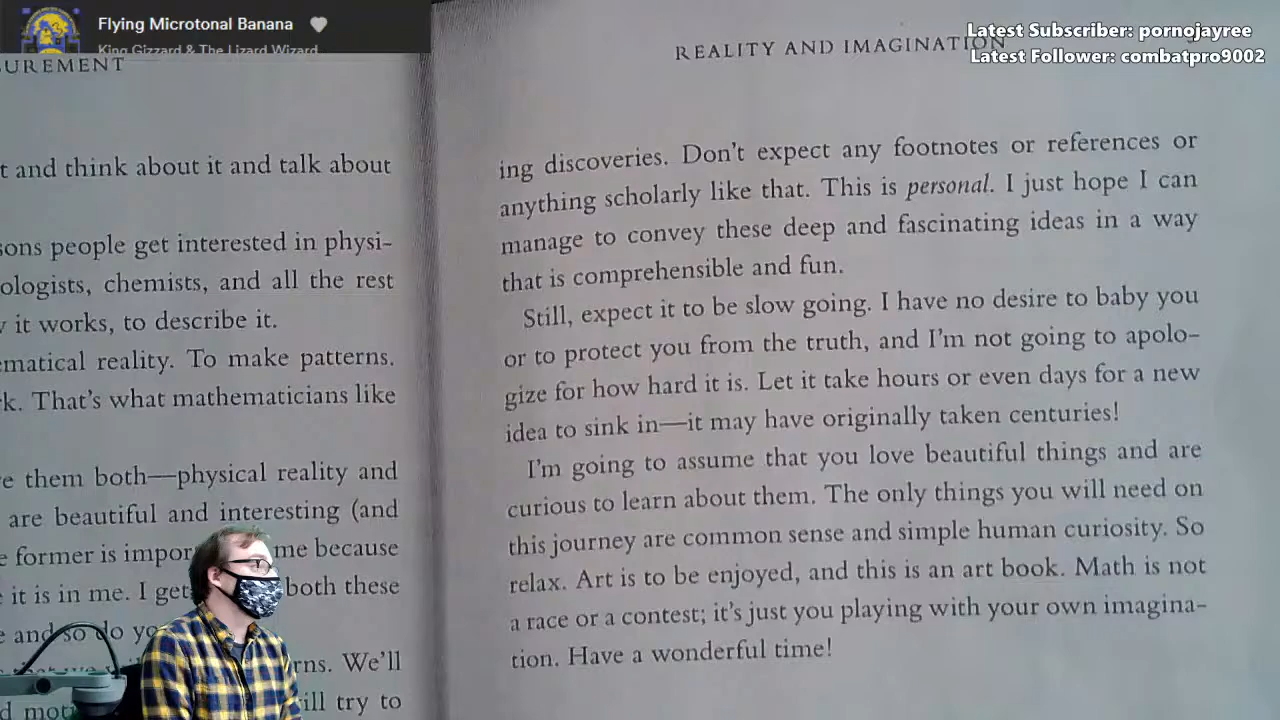 Flying Microtonal Banana
King Gizzard & The Lizard Wizard
Latest Subscriber: pornojayree
Latest Follower: combatpro9002
UREMENT
t and think about it and talk about
sons people get interested in physi-
ologists, chemists, and all the rest
it works, to describe it.
ematical reality. To make patterns.
k. That's what mathematicians like
e them both—physical reality and
are beautiful and interesting (and
e former is impor me because
it is in me. I get both these
e and so do yo
rns. We'll
d moti ill try to
REALITY AND IMAGINATION
ing discoveries. Don't expect any footnotes or references or
anything scholarly like that. This is personal. I just hope I can
manage to convey these deep and fascinating ideas in a way
that is comprehensible and fun.
Still, expect it to be slow going. I have no desire to baby you
or to protect you from the truth, and I'm not going to apolo-
gize for how hard it is. Let it take hours or even days for a new
idea to sink in—it may have originally taken centuries!
I'm going to assume that you love beautiful things and are
curious to learn about them. The only things you will need on
this journey are common sense and simple human curiosity. So
relax. Art is to be enjoyed, and this is an art book. Math is not
a race or a contest; it's just you playing with your own imagina-
tion. Have a wonderful time!